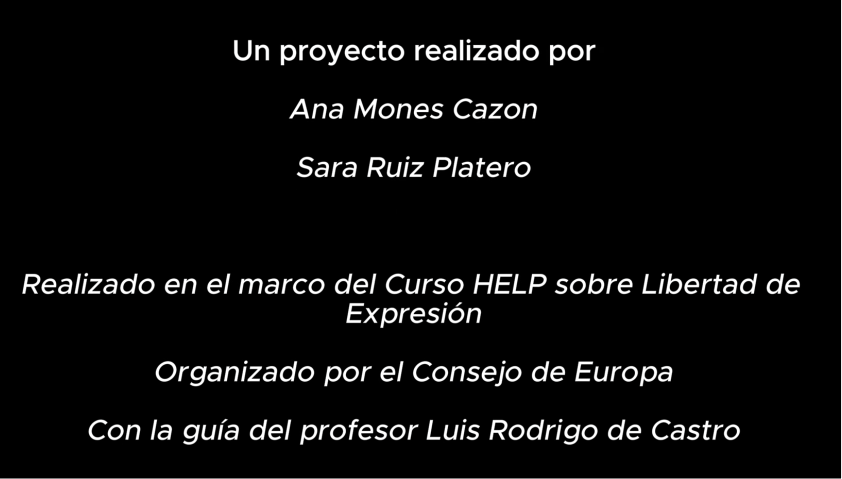 Un proyecto realizado por
Ana Mones Cazon
Sara Ruiz Platero
Realizado en el marco del Curso HELP sobre Libertad de
Expresión
Organizado por el Consejo de Europa
Con la guía del profesor Luis Rodrigo de Castro